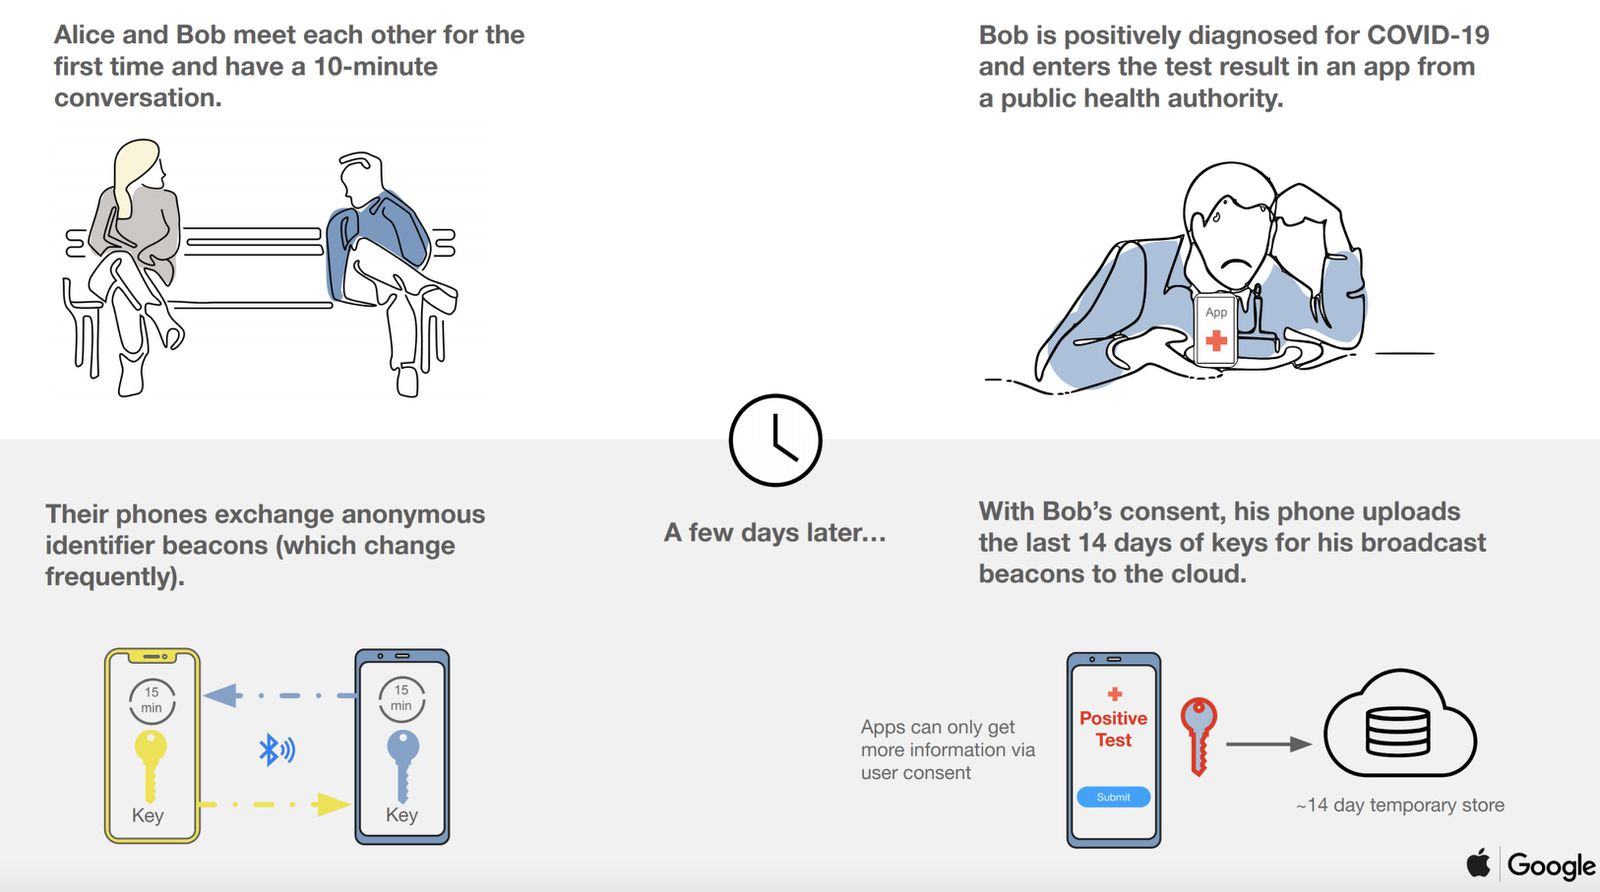 Alice and Bob meet each other for the
first time and have a 10-minute
conversation.
Bob is positively diagnosed for COVID-19
and enters the test result in an app from
a public health authority.
App
Their phones exchange anonymous
identifier beacons (which change
frequently).
A few days later…
With Bob’s consent, his phone uploads
the last 14 days of keys for his broadcast
beacons to the cloud.
15
min
Key
15
min
Key
Apps can only get
more information via
user consent
Positive
Test
Submit
~14 day temporary store
Google